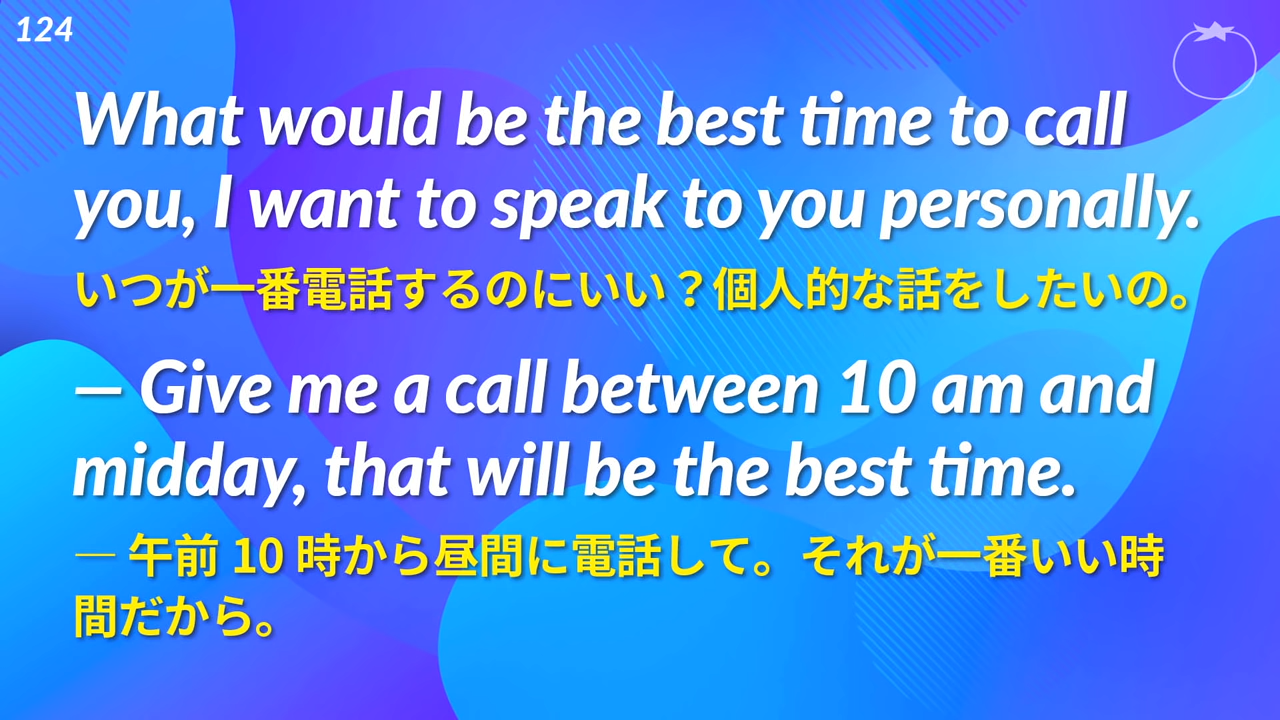 124
What would be the best time to call
you, I want to speak to you personally.
いつが一番電話するのにいい？個人的な話をしたいの。
— Give me a call between 10 am and
midday, that will be the best time.
— 午前 10 時から昼間に電話して。それが一番いい時
間だから。